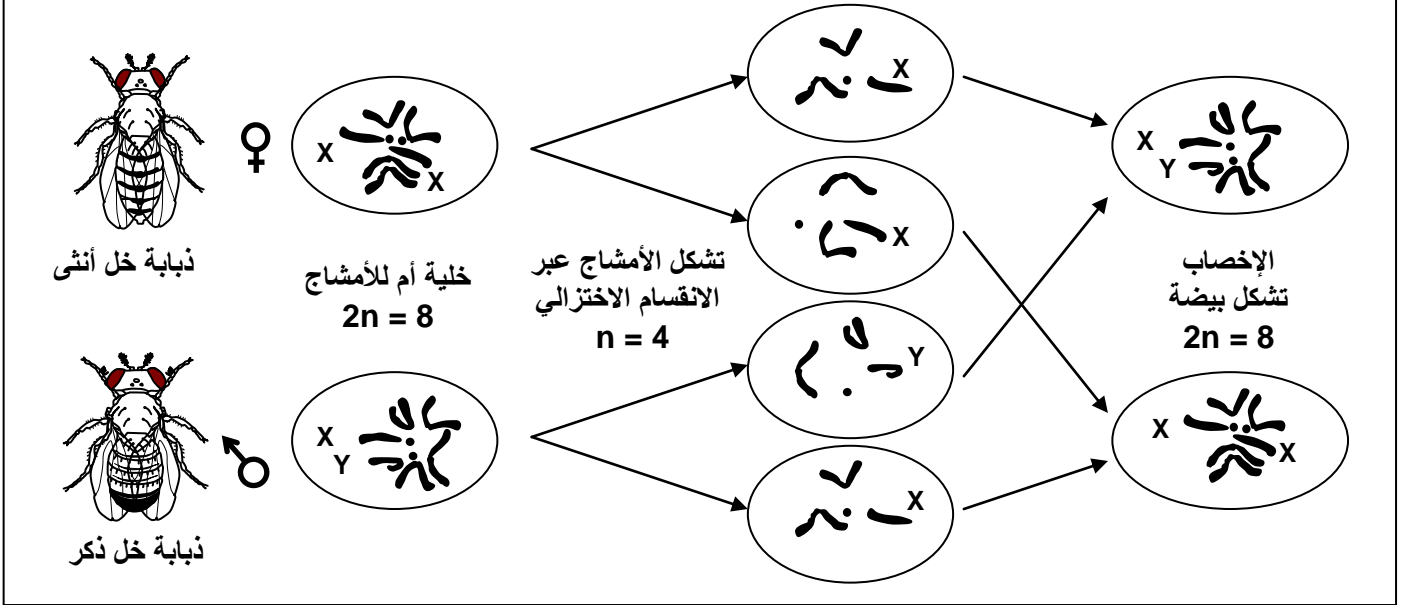 ♀
X
X
ذبابة خل أنثى
خلية أم للأمشاج
2n = 8
تشكل الأمشاج عبر
الانقسام الاختزالي
n = 4
X
X
Y
X
X
Y
الإخصاب
تشكل بيضة
2n = 8
X
X
♂
X
Y
ذبابة خل ذكر